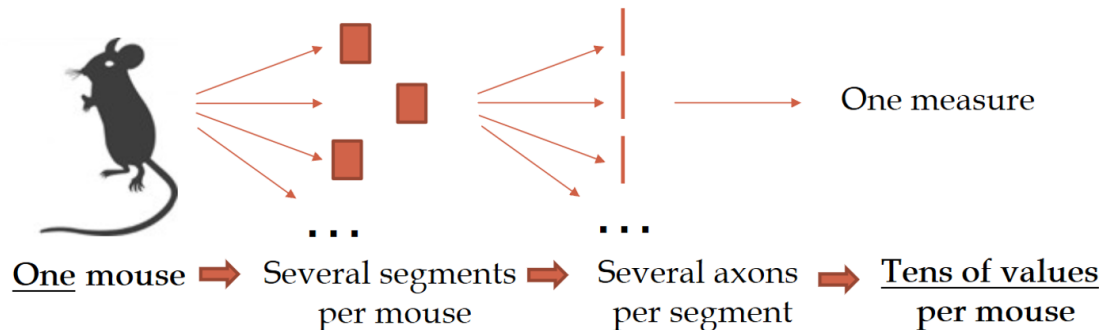 One measure
. . .
. . .
One mouse
Several segments
per mouse
Several axons
per segment
Tens of values
per mouse